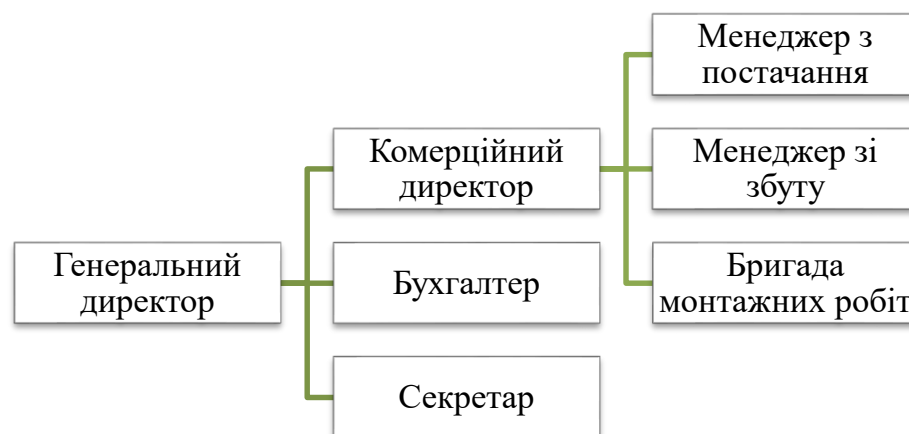 Генеральний
директор
Комерційний
директор
Бухгалтер
Секретар
Менеджер з
постачання
Менеджер зі
збуту
Бригада
монтажних робіт